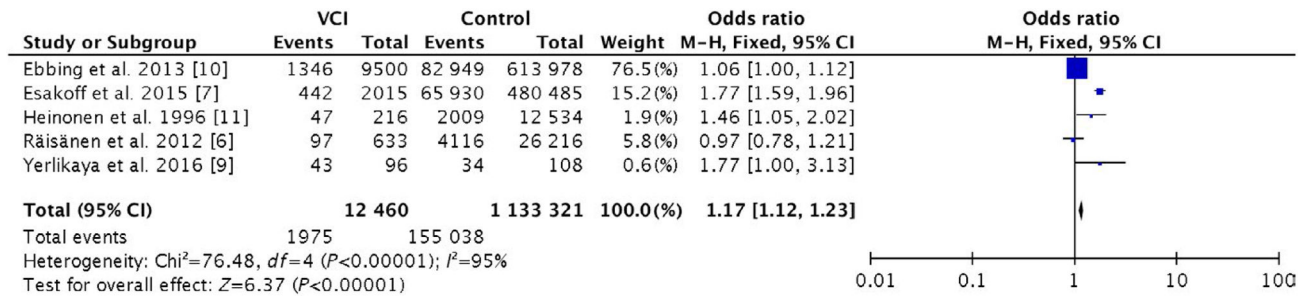 VCI Control Odds ratio Odds ratio
Study or Subgroup Events Total Events Total Weight M–H, Fixed, 95% CI M–H, Fixed, 95% CI
Ebbing et al. 2013 [10] 1346 9500 82 949 613 978 76.5(%) 1.06 [1.00, 1.12]
Esakoff et al. 2015 [7] 442 2015 65 930 480 485 15.2(%) 1.77 [1.59, 1.96]
Heinonen et al. 1996 [11] 47 216 2009 12 534 1.9(%) 1.46 [1.05, 2.02]
Räisänen et al. 2012 [6] 97 633 4116 26 216 5.8(%) 0.97 [0.78, 1.21]
Yerlikaya et al. 2016 [9] 43 96 34 108 0.6(%) 1.77 [1.00, 3.13]
Total (95% CI) 12 460 1 133 321 100.0(%) 1.17 [1.12, 1.23]
Total events 1975 155 038
Heterogeneity: Chi²=76.48, df=4 (P<0.00001); I²=95%
Test for overall effect: Z=6.37 (P<0.00001)
0.01 0.1 1 10 100